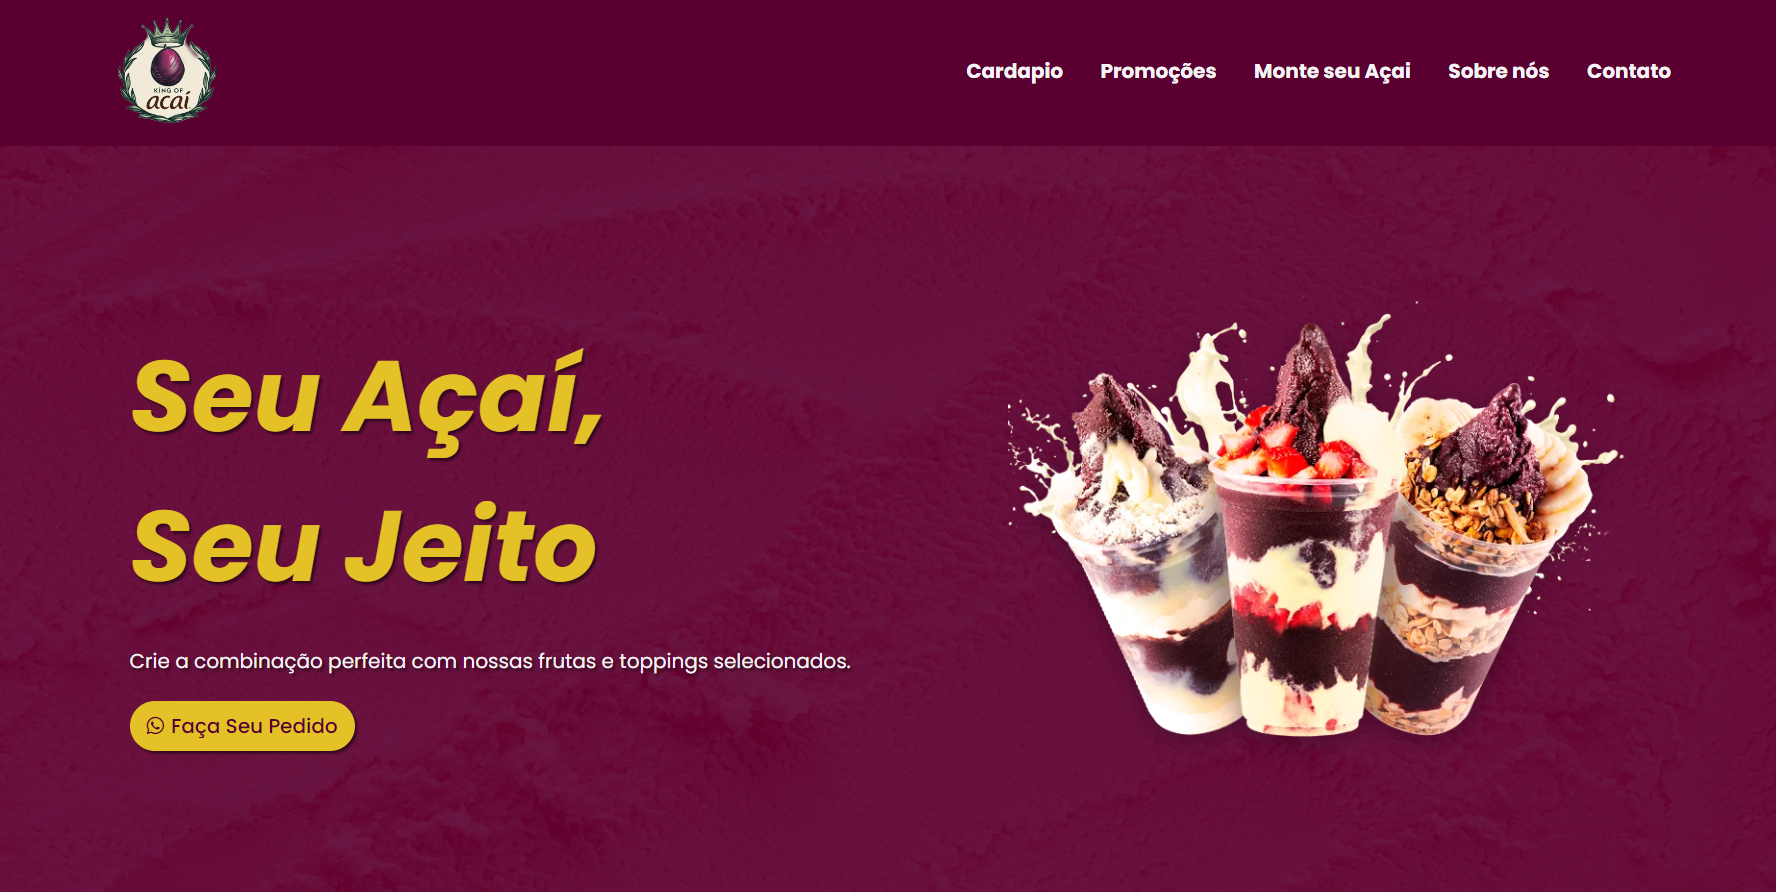 KING OF
acaí
Cardapio Promoções Monte seu Açai Sobre nós Contato
Seu Açaí,
Seu Jeito
Crie a combinação perfeita com nossas frutas e toppings selecionados.
Faça Seu Pedido